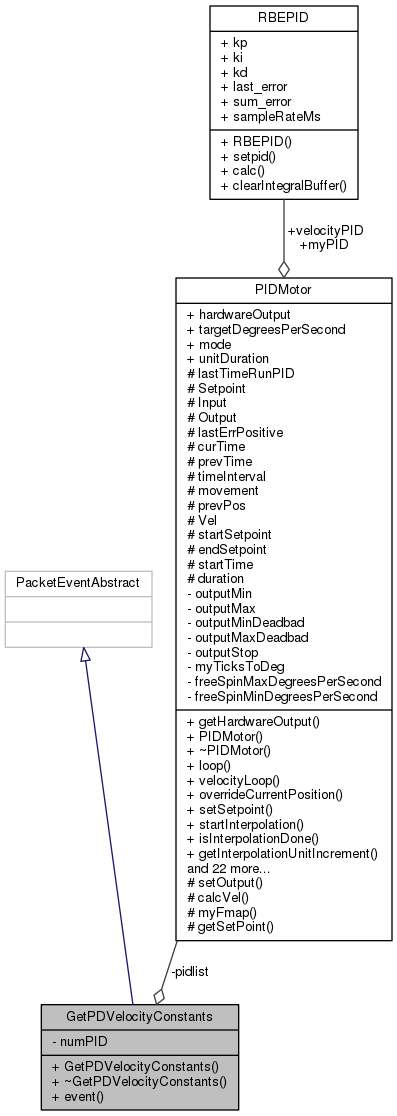 RBEPID
+ kp
+ ki
+ kd
+ last_error
+ sum_error
+ sampleRateMs
+ RBEPID()
+ setpid()
+ calc()
+ clearIntegralBuffer()
+velocityPID
+myPID
PIDMotor
+ hardwareOutput
+ targetDegreesPerSecond
+ mode
+ unitDuration
# lastTimeRunPID
# Setpoint
# Input
# Output
# lastErrPositive
# curTime
# prevTime
# timeInterval
# movement
# prevPos
# Vel
# startSetpoint
# endSetpoint
# startTime
# duration
- outputMin
- outputMax
- outputMinDeadbad
- outputMaxDeadbad
- outputStop
- myTicksToDeg
- freeSpinMaxDegreesPerSecond
- freeSpinMinDegreesPerSecond
+ getHardwareOutput()
+ PIDMotor()
+ ~PIDMotor()
+ loop()
+ velocityLoop()
+ overrideCurrentPosition()
+ setSetpoint()
+ startInterpolation()
+ isInterpolationDone()
+ getInterpolationUnitIncrement()
and 22 more...
# setOutput()
# calcVel()
# myFmap()
# getSetPoint()
PacketEventAbstract
-pidlist
GetPDVelocityConstants
- numPID
+ GetPDVelocityConstants()
+ ~GetPDVelocityConstants()
+ event()